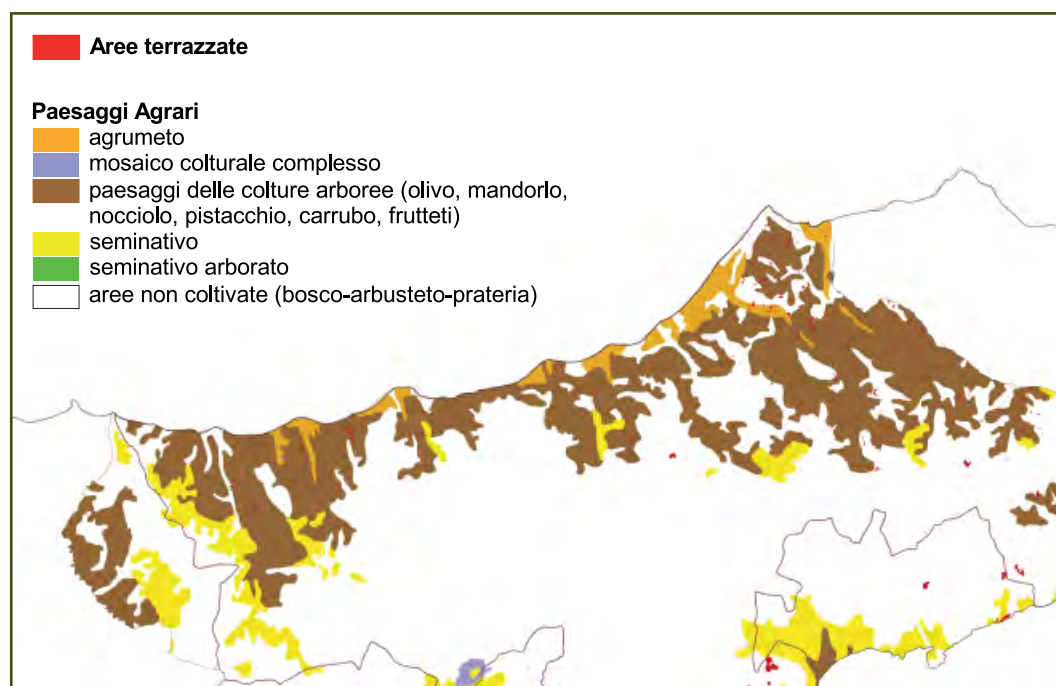 Aree terrazzate
Paesaggi Agrari
agrumeto
mosaico colturale complesso
paesaggi delle colture arboree (olivo, mandorlo,
nocciolo, pistacchio, carrubo, frutteti)
seminativo
seminativo arborato
aree non coltivate (bosco-arbusteto-prateria)